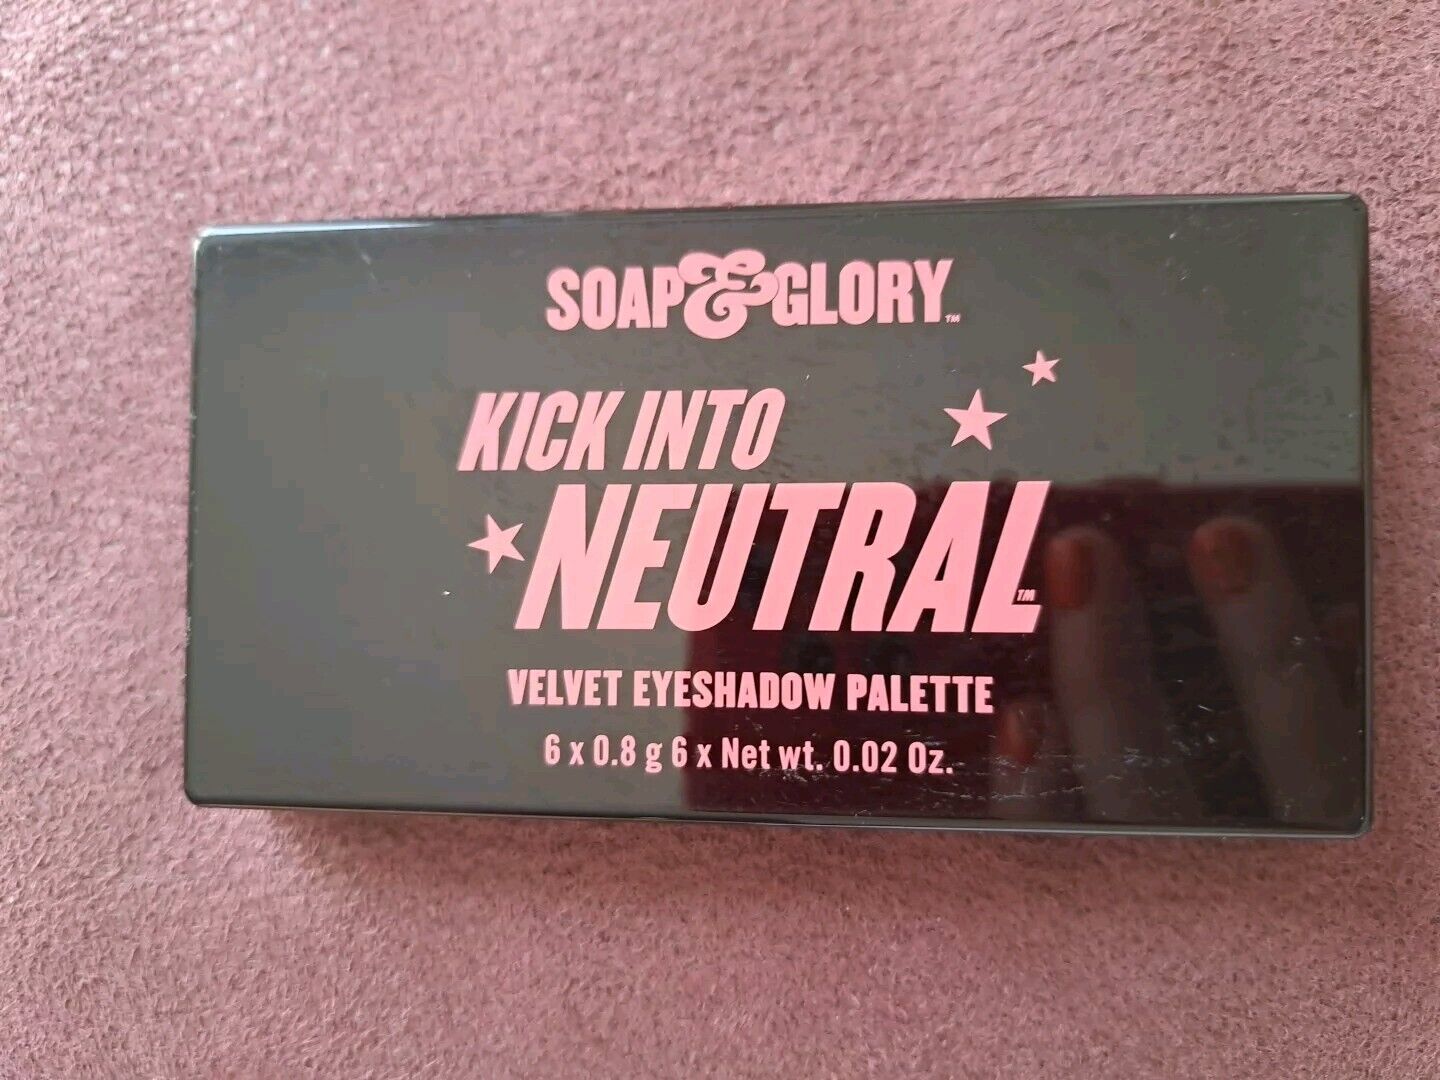 SOAP & GLORY™
KICK INTO
NEUTRAL™
VELVET EYESHADOW PALETTE
6 x 0.8 g 6 x Net wt. 0.02 Oz.